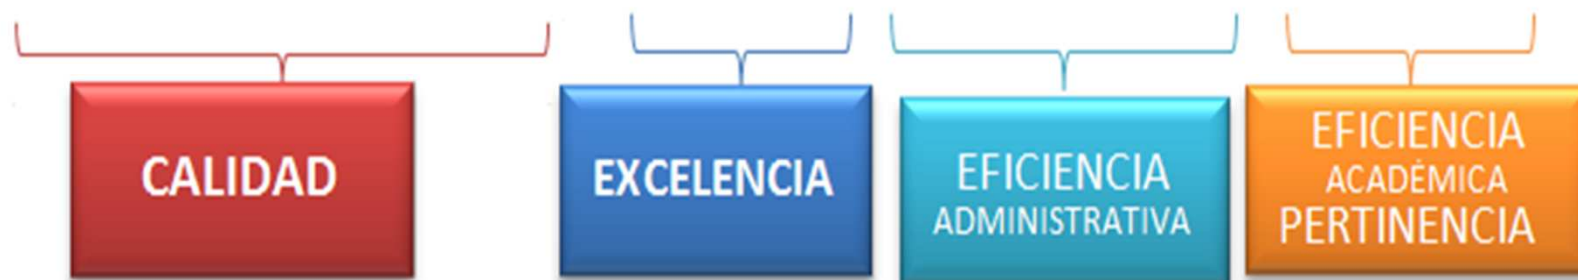 CALIDAD
EXCELENCIA
EFICIENCIA
ADMINISTRATIVA
EFICIENCIA
ACADÉMICA
PERTINENCIA